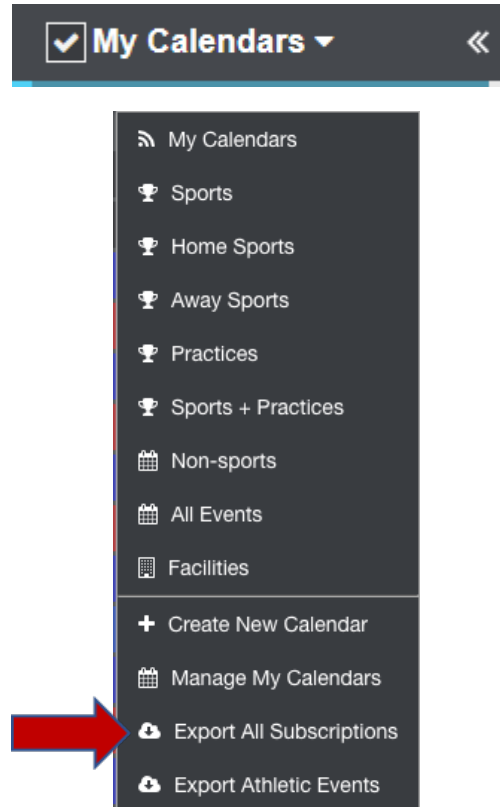 My Calendars
My Calendars
Sports
Home Sports
Away Sports
Practices
Sports + Practices
Non-sports
All Events
Facilities
Create New Calendar
Manage My Calendars
Export All Subscriptions
Export Athletic Events